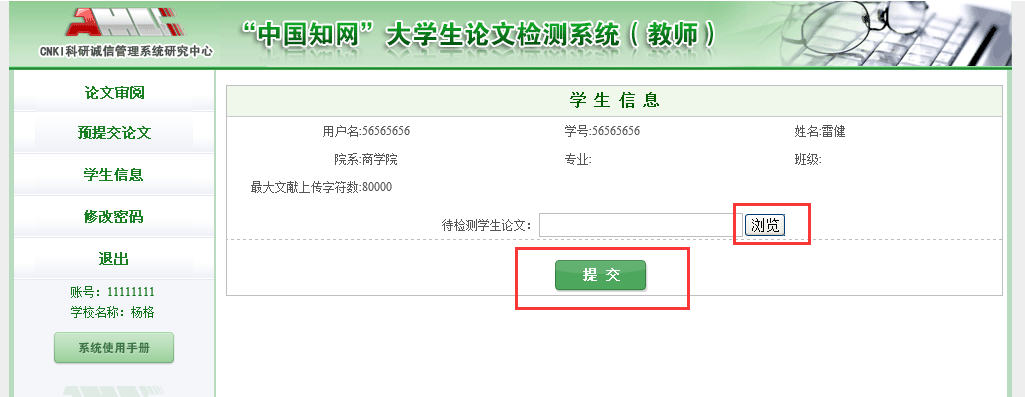 AMLC
CNKI科研诚信管理系统研究中心
“中国知网”大学生论文检测系统（教师）
论文审阅
预提交论文
学生信息
修改密码
退出
账号：11111111
学校名称：杨格
系统使用手册
学 生 信 息
用户名:56565656 学号:56565656 姓名:雷健
院系:商学院 专业: 班级:
最大文献上传字符数:80000
待检测学生论文： 浏览
提 交